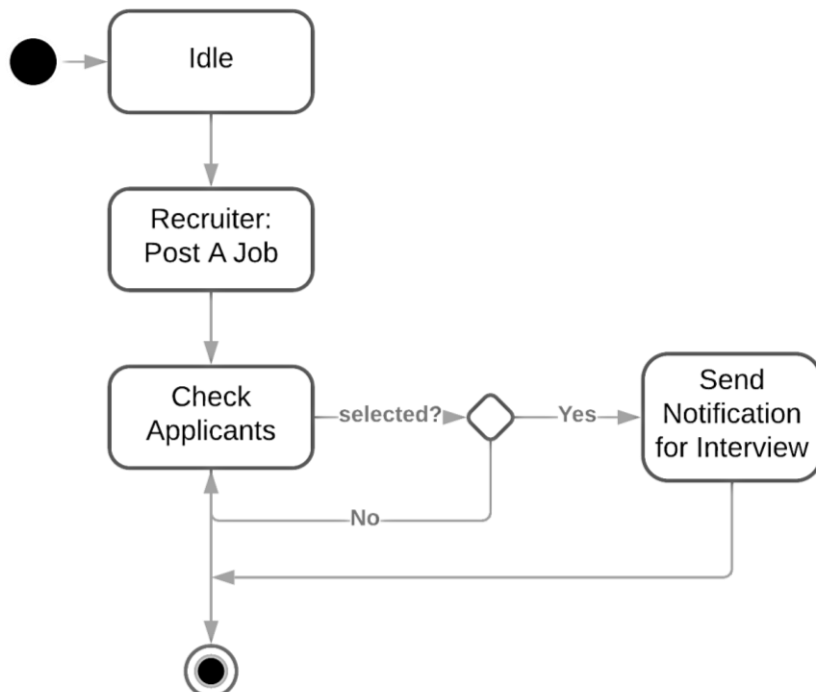 Idle
Recruiter:
Post A Job
Check
Applicants
selected?
Yes
Send
Notification
for Interview
No